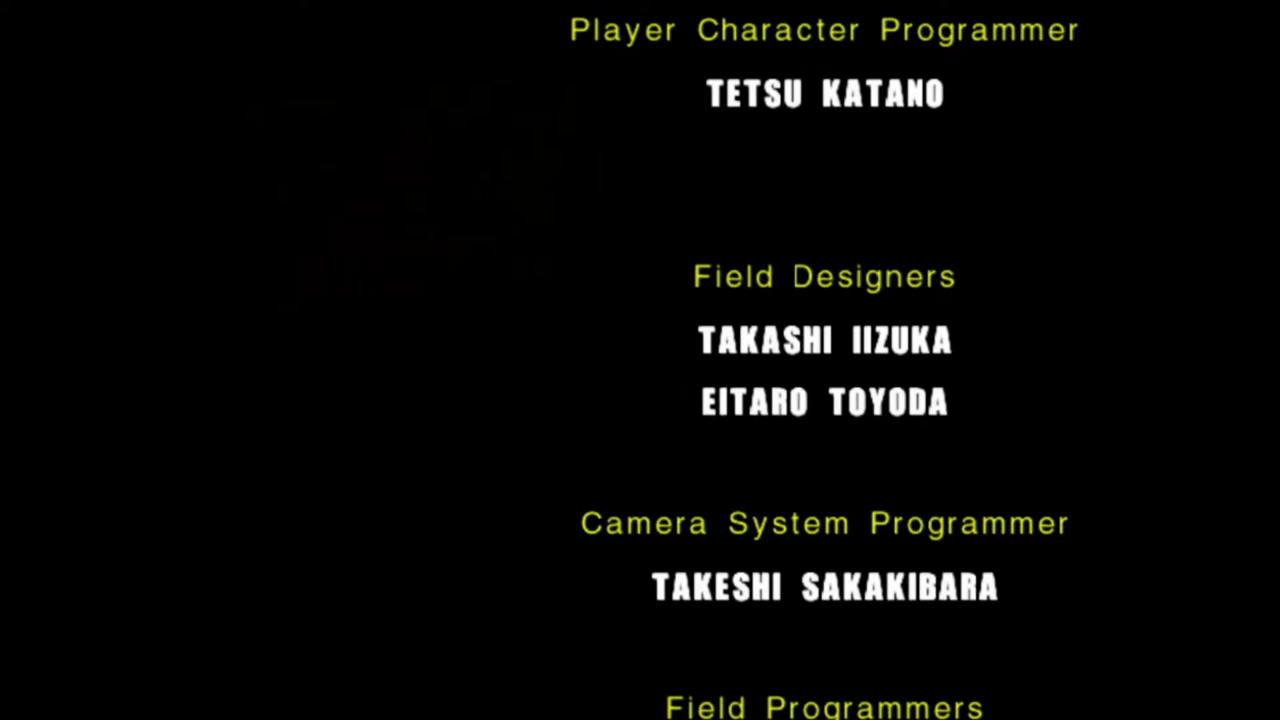 Player Character Programmer
TETSU KATANO
Field Designers
TAKASHI IIZUKA
EITARO TOYODA
Camera System Programmer
TAKESHI SAKAKIBARA
Field Programmers